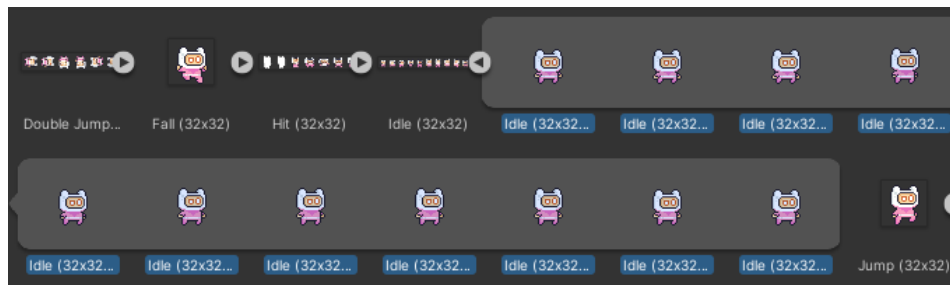 Double Jump... Fall (32x32) Hit (32x32) Idle (32x32) Idle (32x32... Idle (32x32... Idle (32x32... Idle (32x32...
Idle (32x32... Idle (32x32... Idle (32x32... Idle (32x32... Idle (32x32... Idle (32x32... Idle (32x32... Jump (32x32)